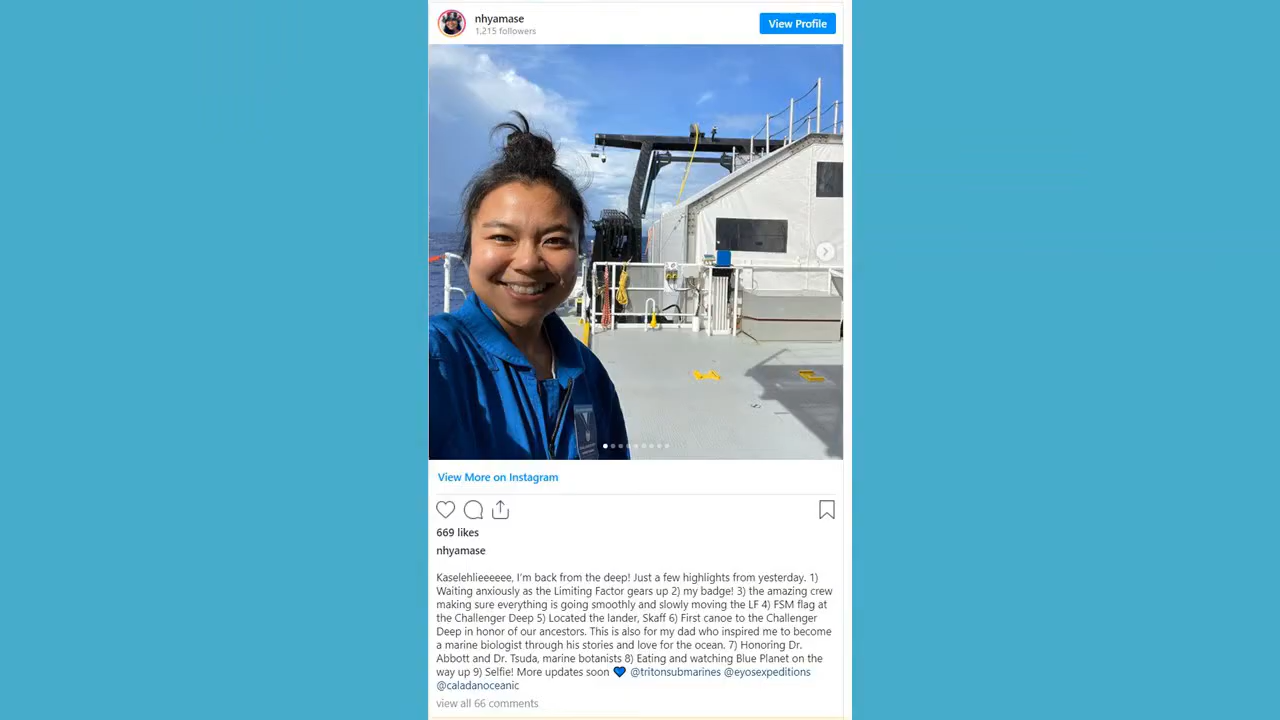 nhyamase
1,215 followers
View Profile
View More on Instagram
669 likes
nhyamase
Kaselehlieeeeee, I'm back from the deep! Just a few highlights from yesterday. 1)
Waiting anxiously as the Limiting Factor gears up 2) my badge! 3) the amazing crew
making sure everything is going smoothly and slowly moving the LF 4) FSM flag at
the Challenger Deep 5) Located the lander, Skaff 6) First canoe to the Challenger
Deep in honor of our ancestors. This is also for my dad who inspired me to become
a marine biologist through his stories and love for the ocean. 7) Honoring Dr.
Abbott and Dr. Tsuda, marine botanists 8) Eating and watching Blue Planet on the
way up 9) Selfie! More updates soon 💙 @tritonsubmarines @eyosexpeditions
@caladanoceanic
view all 66 comments